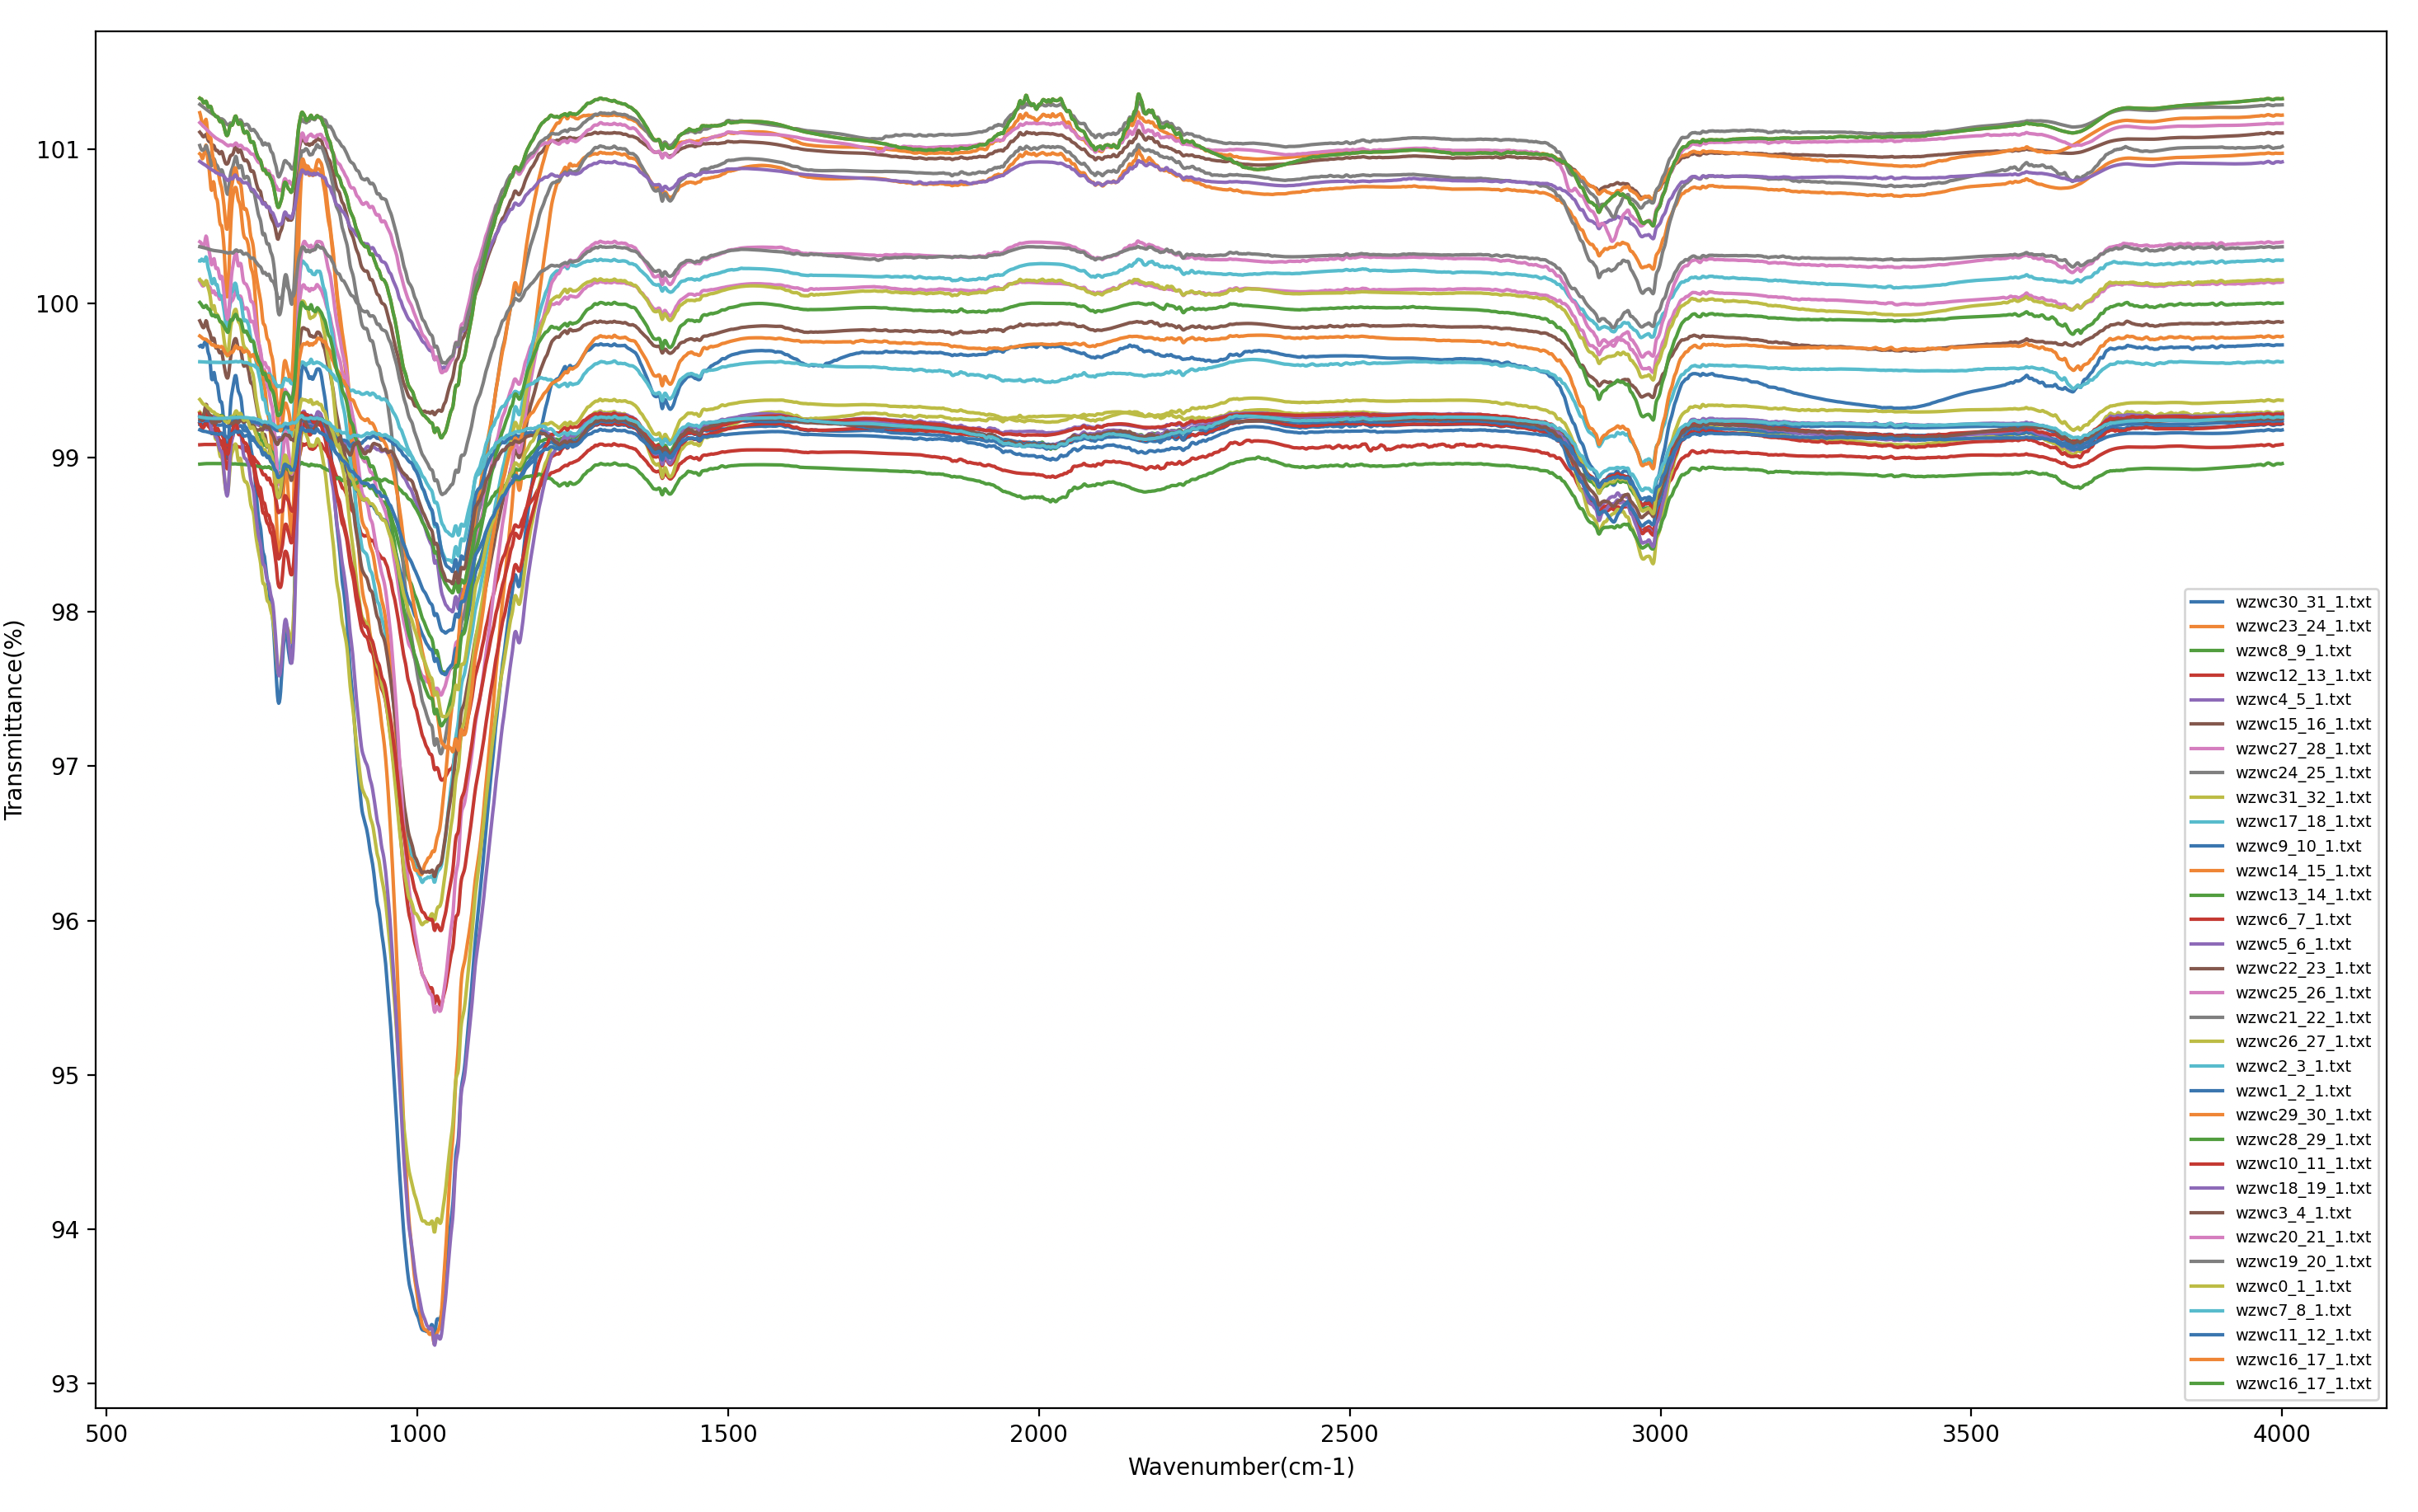 Transmittance(%)
101
100
99
98
97
96
95
94
93
500 1000 1500 2000 2500 3000 3500 4000
Wavenumber(cm-1)
wzwc30_31_1.txt
wzwc23_24_1.txt
wzwc8_9_1.txt
wzwc12_13_1.txt
wzwc4_5_1.txt
wzwc15_16_1.txt
wzwc27_28_1.txt
wzwc24_25_1.txt
wzwc31_32_1.txt
wzwc17_18_1.txt
wzwc9_10_1.txt
wzwc14_15_1.txt
wzwc13_14_1.txt
wzwc6_7_1.txt
wzwc5_6_1.txt
wzwc22_23_1.txt
wzwc25_26_1.txt
wzwc21_22_1.txt
wzwc26_27_1.txt
wzwc2_3_1.txt
wzwc1_2_1.txt
wzwc29_30_1.txt
wzwc28_29_1.txt
wzwc10_11_1.txt
wzwc18_19_1.txt
wzwc3_4_1.txt
wzwc20_21_1.txt
wzwc19_20_1.txt
wzwc0_1_1.txt
wzwc7_8_1.txt
wzwc11_12_1.txt
wzwc16_17_1.txt
wzwc16_17_1.txt